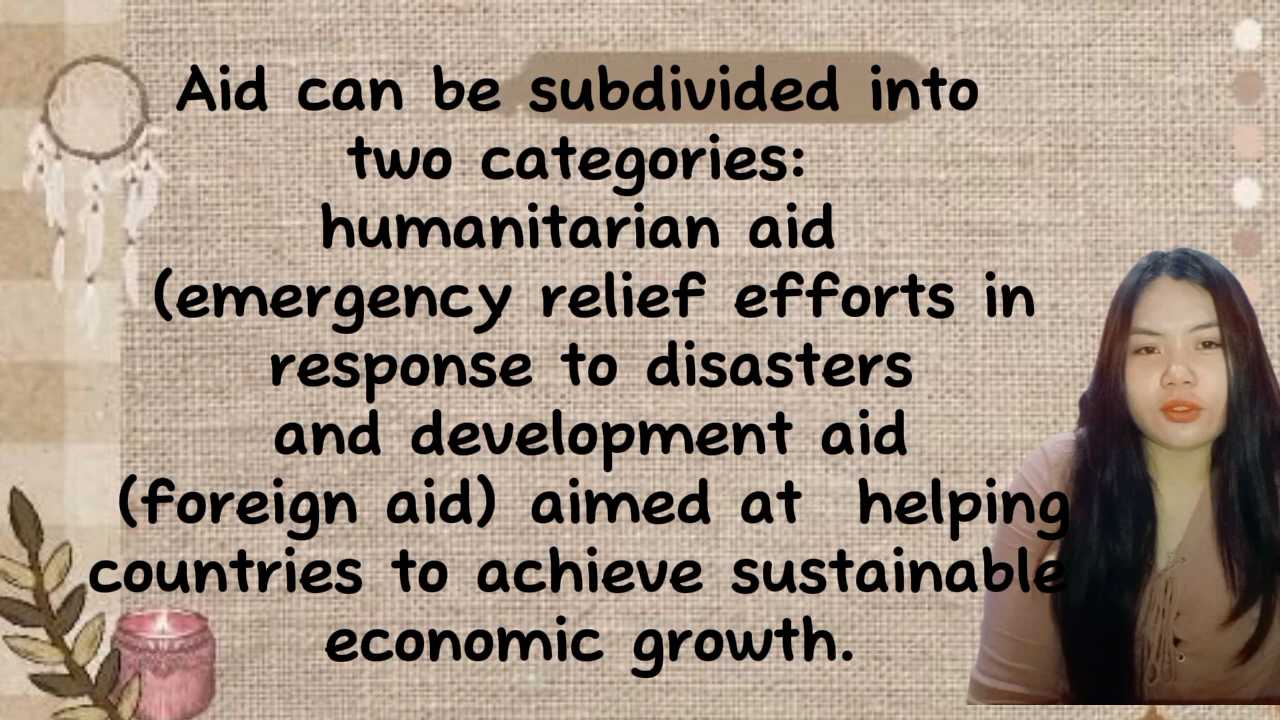 Aid can be subdivided into
two categories:
humanitarian aid
(emergency relief efforts in
response to disasters
and development aid
(foreign aid) aimed at helping
countries to achieve sustainable
economic growth.